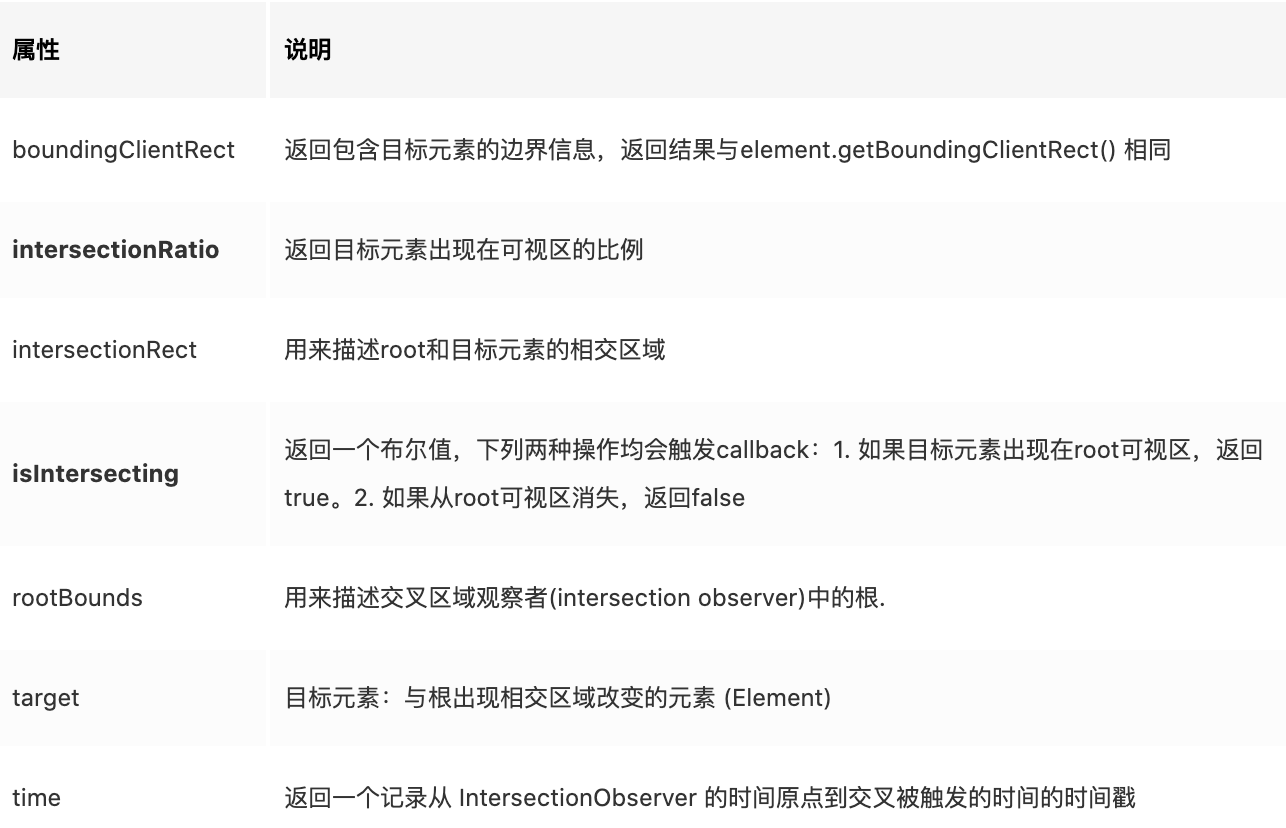 属性 说明
boundingClientRect 返回包含目标元素的边界信息，返回结果与element.getBoundingClientRect() 相同
intersectionRatio 返回目标元素出现在可视区的比例
intersectionRect 用来描述root和目标元素的相交区域
isIntersecting 返回一个布尔值，下列两种操作均会触发callback：1. 如果目标元素出现在root可视区，返回
true。2. 如果从root可视区消失，返回false
rootBounds 用来描述交叉区域观察者(intersection observer)中的根.
target 目标元素：与根出现相交区域改变的元素 (Element)
time 返回一个记录从 IntersectionObserver 的时间原点到交叉被触发的时间的时间戳